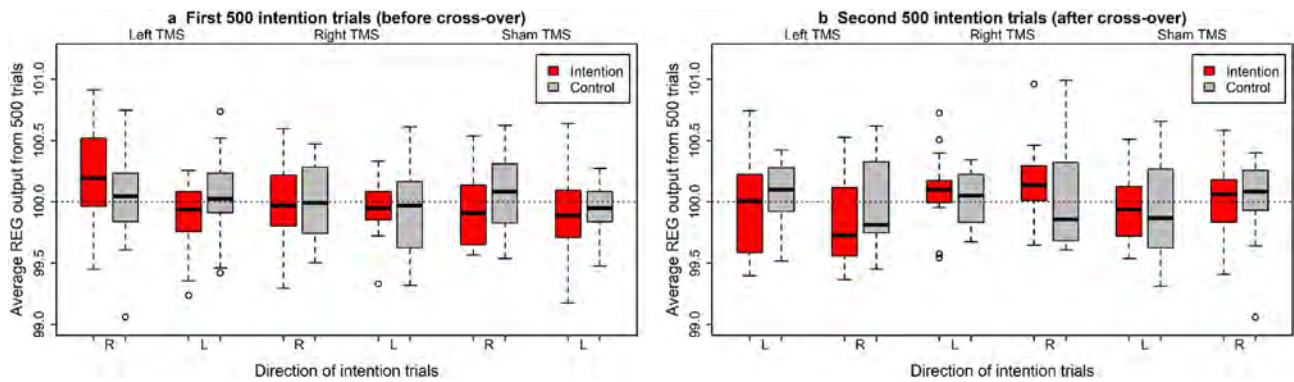 a First 500 intention trials (before cross-over)
Left TMS Right TMS Sham TMS
Intention
Control
Average REG output from 500 trials
101.0
100.5
100.0
99.5
99.0
R L R L R L
Direction of intention trials
b Second 500 intention trials (after cross-over)
Left TMS Right TMS Sham TMS
Intention
Control
Average REG output from 500 trials
101.0
100.5
100.0
99.5
99.0
L R L R L R
Direction of intention trials